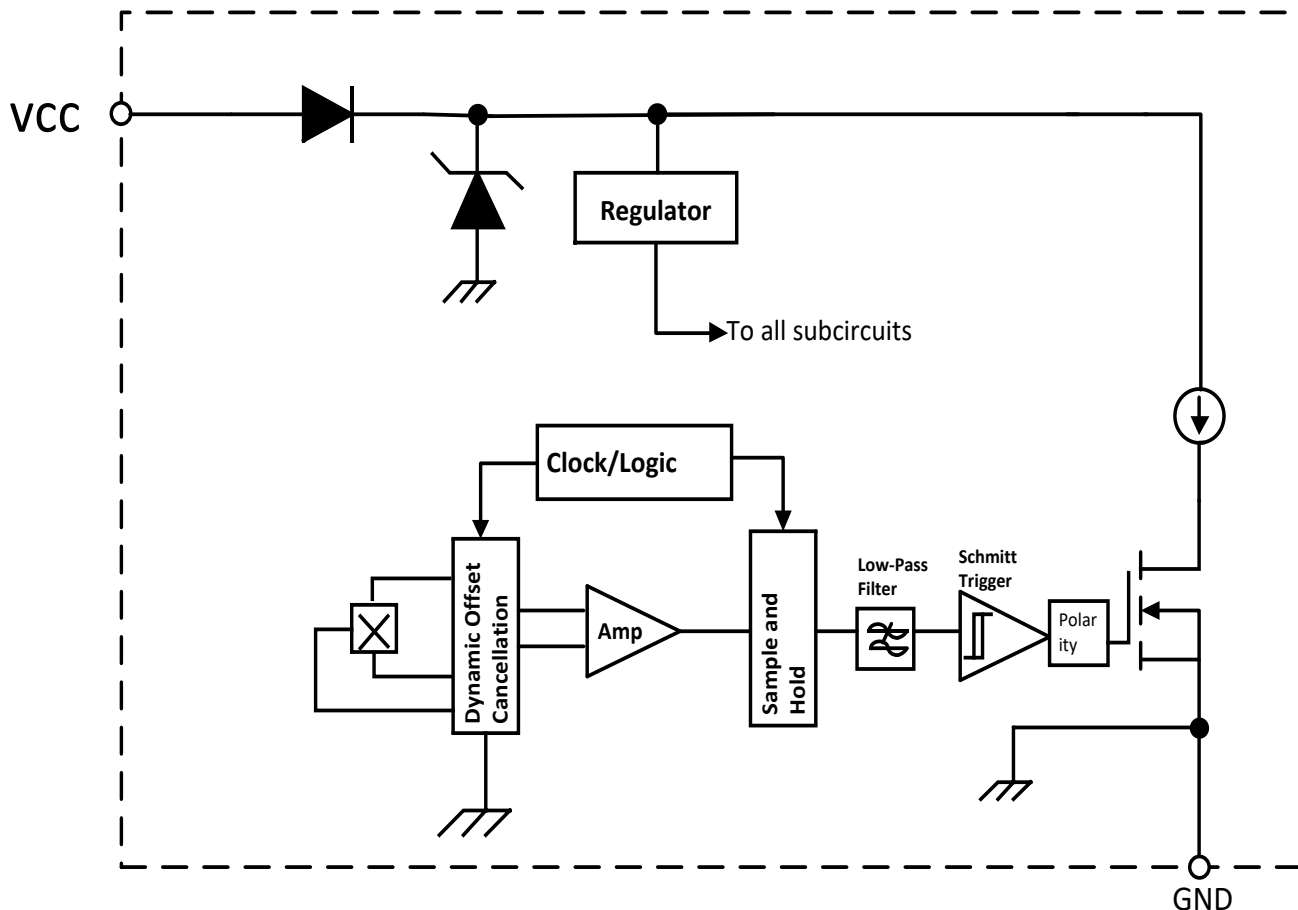 VCC
Regulator
To all subcircuits
Clock/Logic
Dynamic Offset
Cancellation
Amp
Sample and
Hold
Low-Pass
Filter
Schmitt
Trigger
Polar
ity
GND